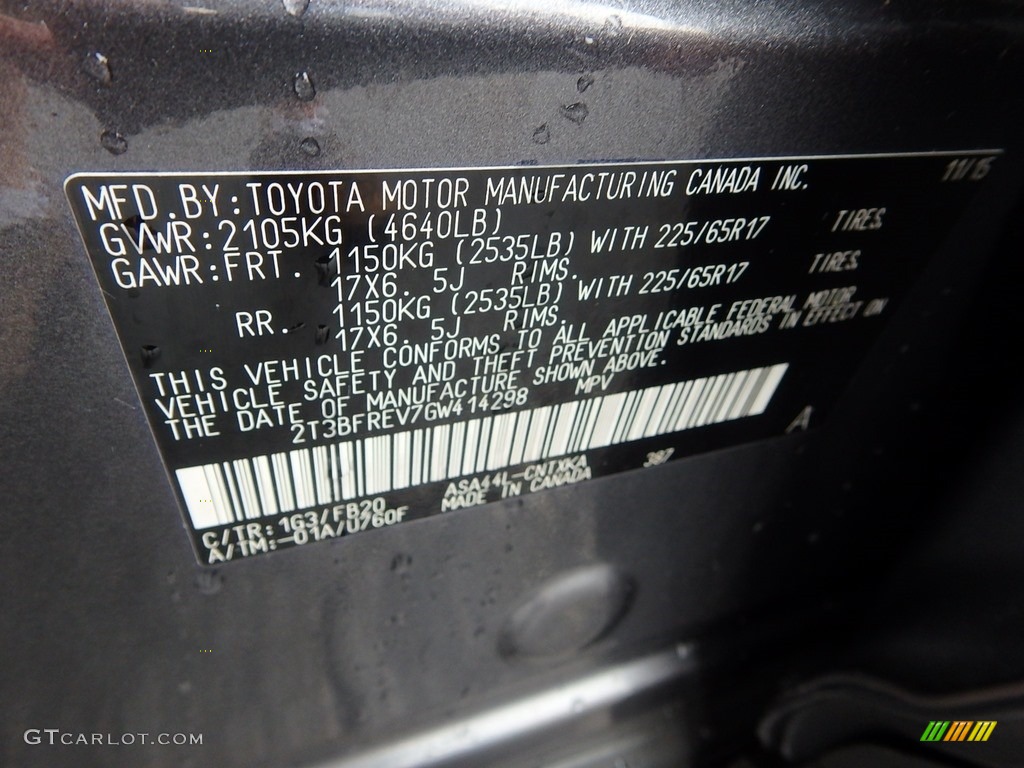 MFD.BY:TOYOTA MOTOR MANUFACTURING CANADA INC. 11/15
GVWR:2105KG (4640LB)
GAWR:FRT. 1150KG (2535LB) WITH 225/65R17 TIRES
17X6. 5J RIMS.
RR. 1150KG (2535LB) WITH 225/65R17 TIRES
17X6. 5J RIMS.
THIS VEHICLE CONFORMS TO ALL APPLICABLE FEDERAL MOTOR
VEHICLE SAFETY AND THEFT PREVENTION STANDARDS IN EFFECT ON
THE DATE OF MANUFACTURE SHOWN ABOVE.
2T3BFREV7GW414298 MPV
A
C/TR:1G3/FB20 ASA44L-CNTXKA 387
A/TM:-01A/U760F MADE IN CANADA
GTCARLOT.COM